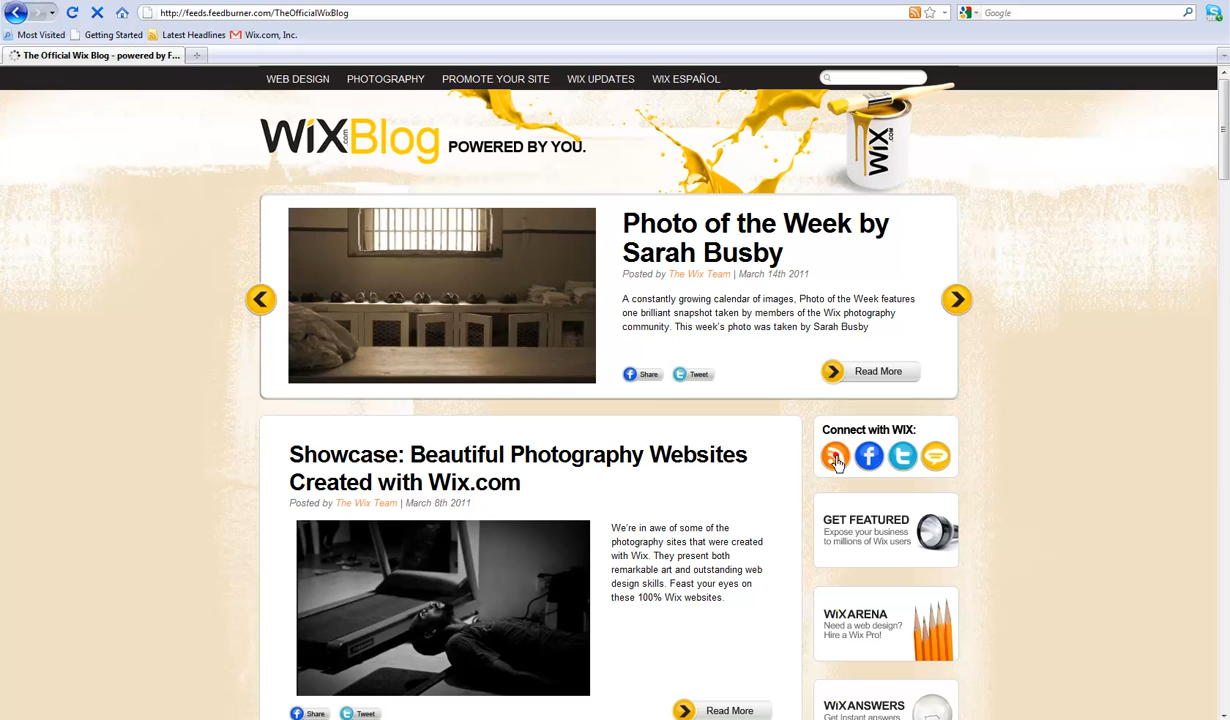 http://feeds.feedburner.com/TheOfficialWixBlog
Google
Most Visited
Getting Started
Latest Headlines
Wix.com, Inc.
The Official Wix Blog - powered by F...
WEB DESIGN
PHOTOGRAPHY
PROMOTE YOUR SITE
WIX UPDATES
WIX ESPAÑOL
WiX.com Blog POWERED BY YOU.
WiX.COM
Photo of the Week by
Sarah Busby
Posted by The Wix Team | March 14th 2011
A constantly growing calendar of images, Photo of the Week features
one brilliant snapshot taken by members of the Wix photography
community. This week's photo was taken by Sarah Busby
Share
Tweet
Read More
Showcase: Beautiful Photography Websites
Created with Wix.com
Posted by The Wix Team | March 8th 2011
We're in awe of some of the
photography sites that were created
with Wix. They present both
remarkable art and outstanding web
design skills. Feast your eyes on
these 100% Wix websites.
Share
Tweet
Read More
Connect with WIX:
GET FEATURED
Expose your business
to millions of Wix users
WiXARENA
Need a web design?
Hire a Wix Pro!
WiXANSWERS
Get Instant answers